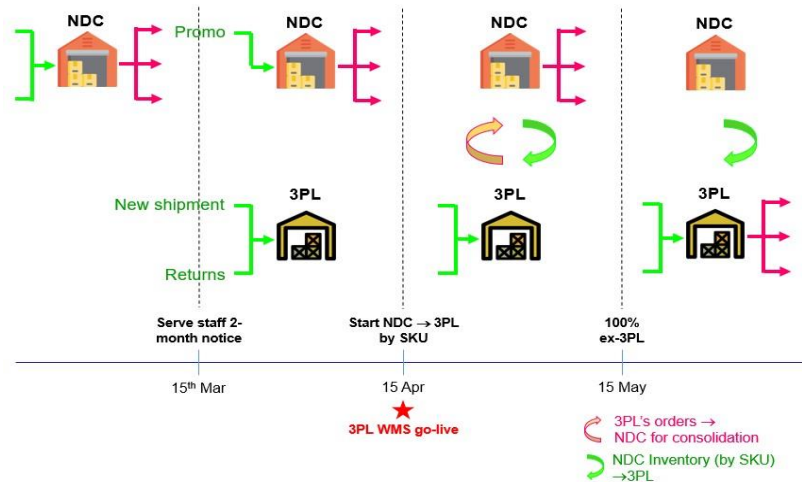 NDC
Promo
NDC
NDC
NDC
New shipment
Returns
3PL
3PL
3PL
Serve staff 2-
month notice
Start NDC → 3PL
by SKU
100%
ex-3PL
15th Mar
15 Apr
15 May
3PL WMS go-live
3PL's orders →
NDC for consolidation
NDC Inventory (by SKU)
→3PL